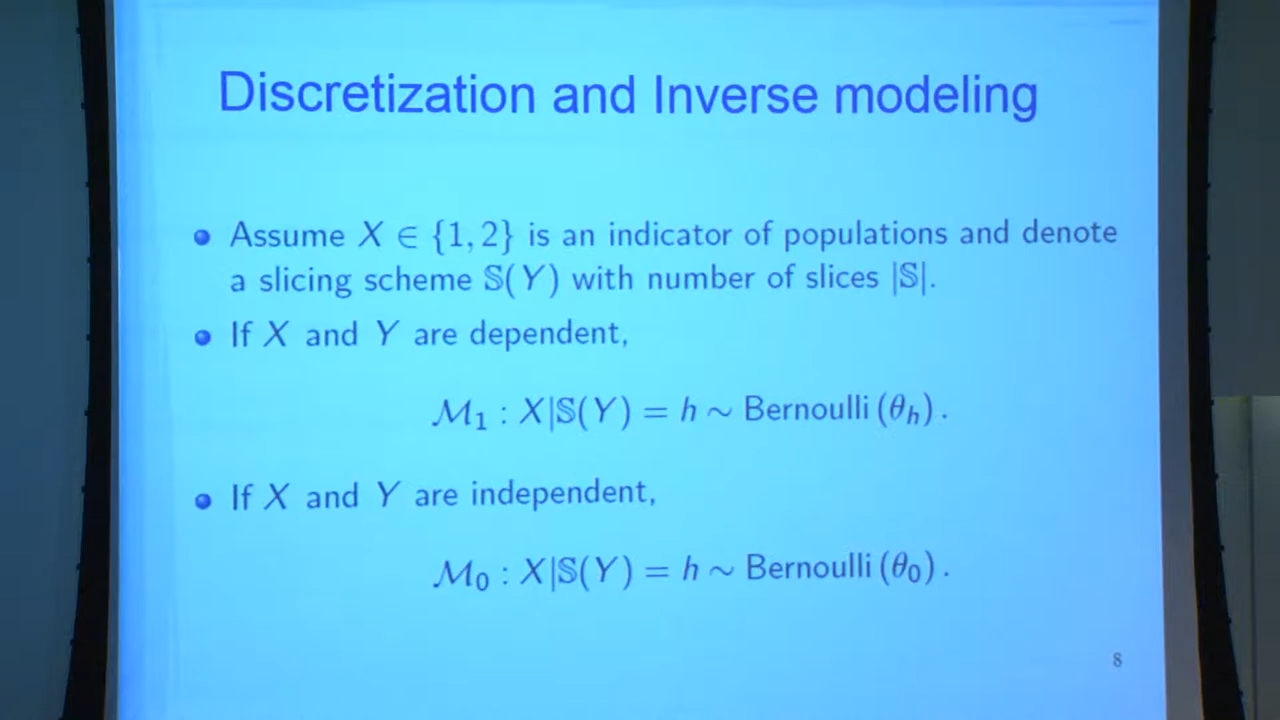 Discretization and Inverse modeling
Assume X ∈ {1, 2} is an indicator of populations and denote
a slicing scheme 𝕊(Y) with number of slices |𝕊|.
If X and Y are dependent,
ℳ₁ : X|𝕊(Y) = h ∼ Bernoulli (θₕ) .
If X and Y are independent,
ℳ₀ : X|𝕊(Y) = h ∼ Bernoulli (θ₀) .
8